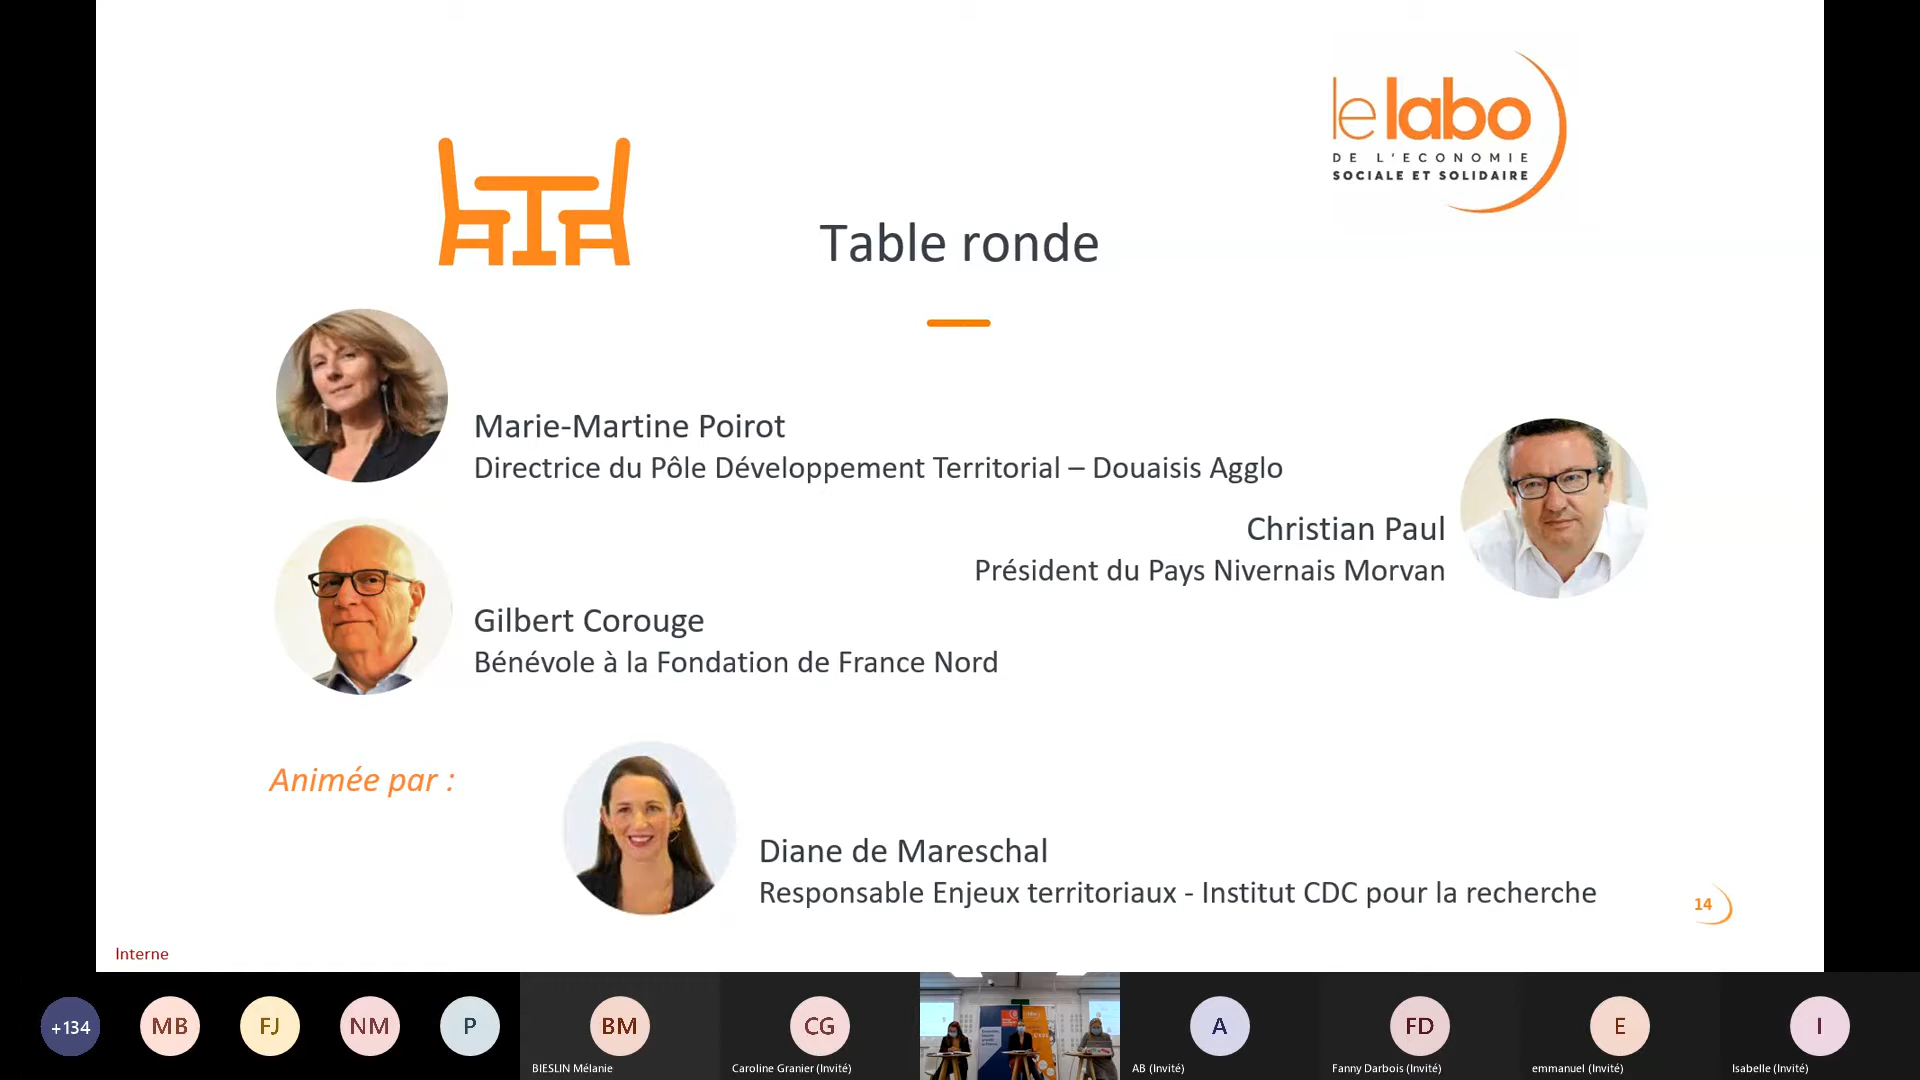 le labo
DE L'ECONOMIE
SOCIALE ET SOLIDAIRE
Table ronde
Marie-Martine Poirot
Directrice du Pôle Développement Territorial – Douaisis Agglo
Christian Paul
Président du Pays Nivernais Morvan
Gilbert Corouge
Bénévole à la Fondation de France Nord
Animée par :
Diane de Mareschal
Responsable Enjeux territoriaux - Institut CDC pour la recherche
14
Interne
+134
MB
FJ
NM
P
BM
BIESLIN Mélanie
CG
Caroline Granier (Invité)
A
AB (Invité)
FD
Fanny Darbois (Invité)
E
emmanuel (Invité)
I
Isabelle (Invité)